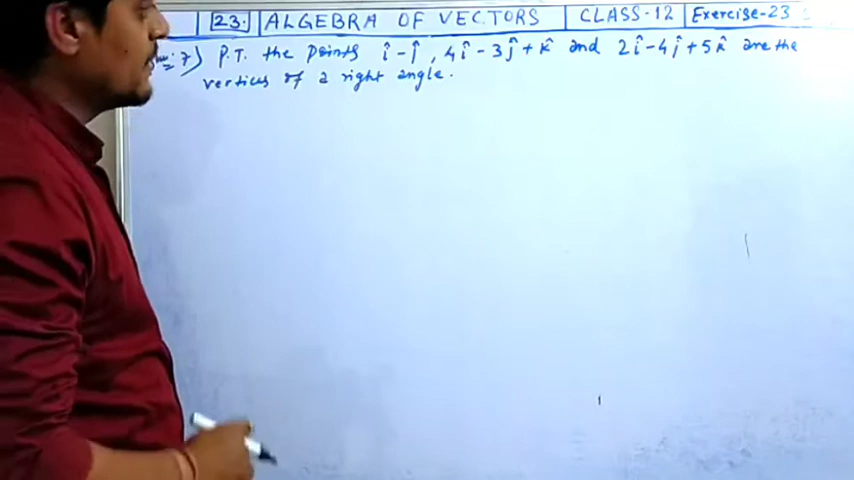 23. ALGEBRA OF VECTORS CLASS-12 Exercise-23
7) P.T. the points î - ĵ, 4î - 3ĵ + k̂ and 2î - 4ĵ + 5k̂ are the
vertices of a right angle.